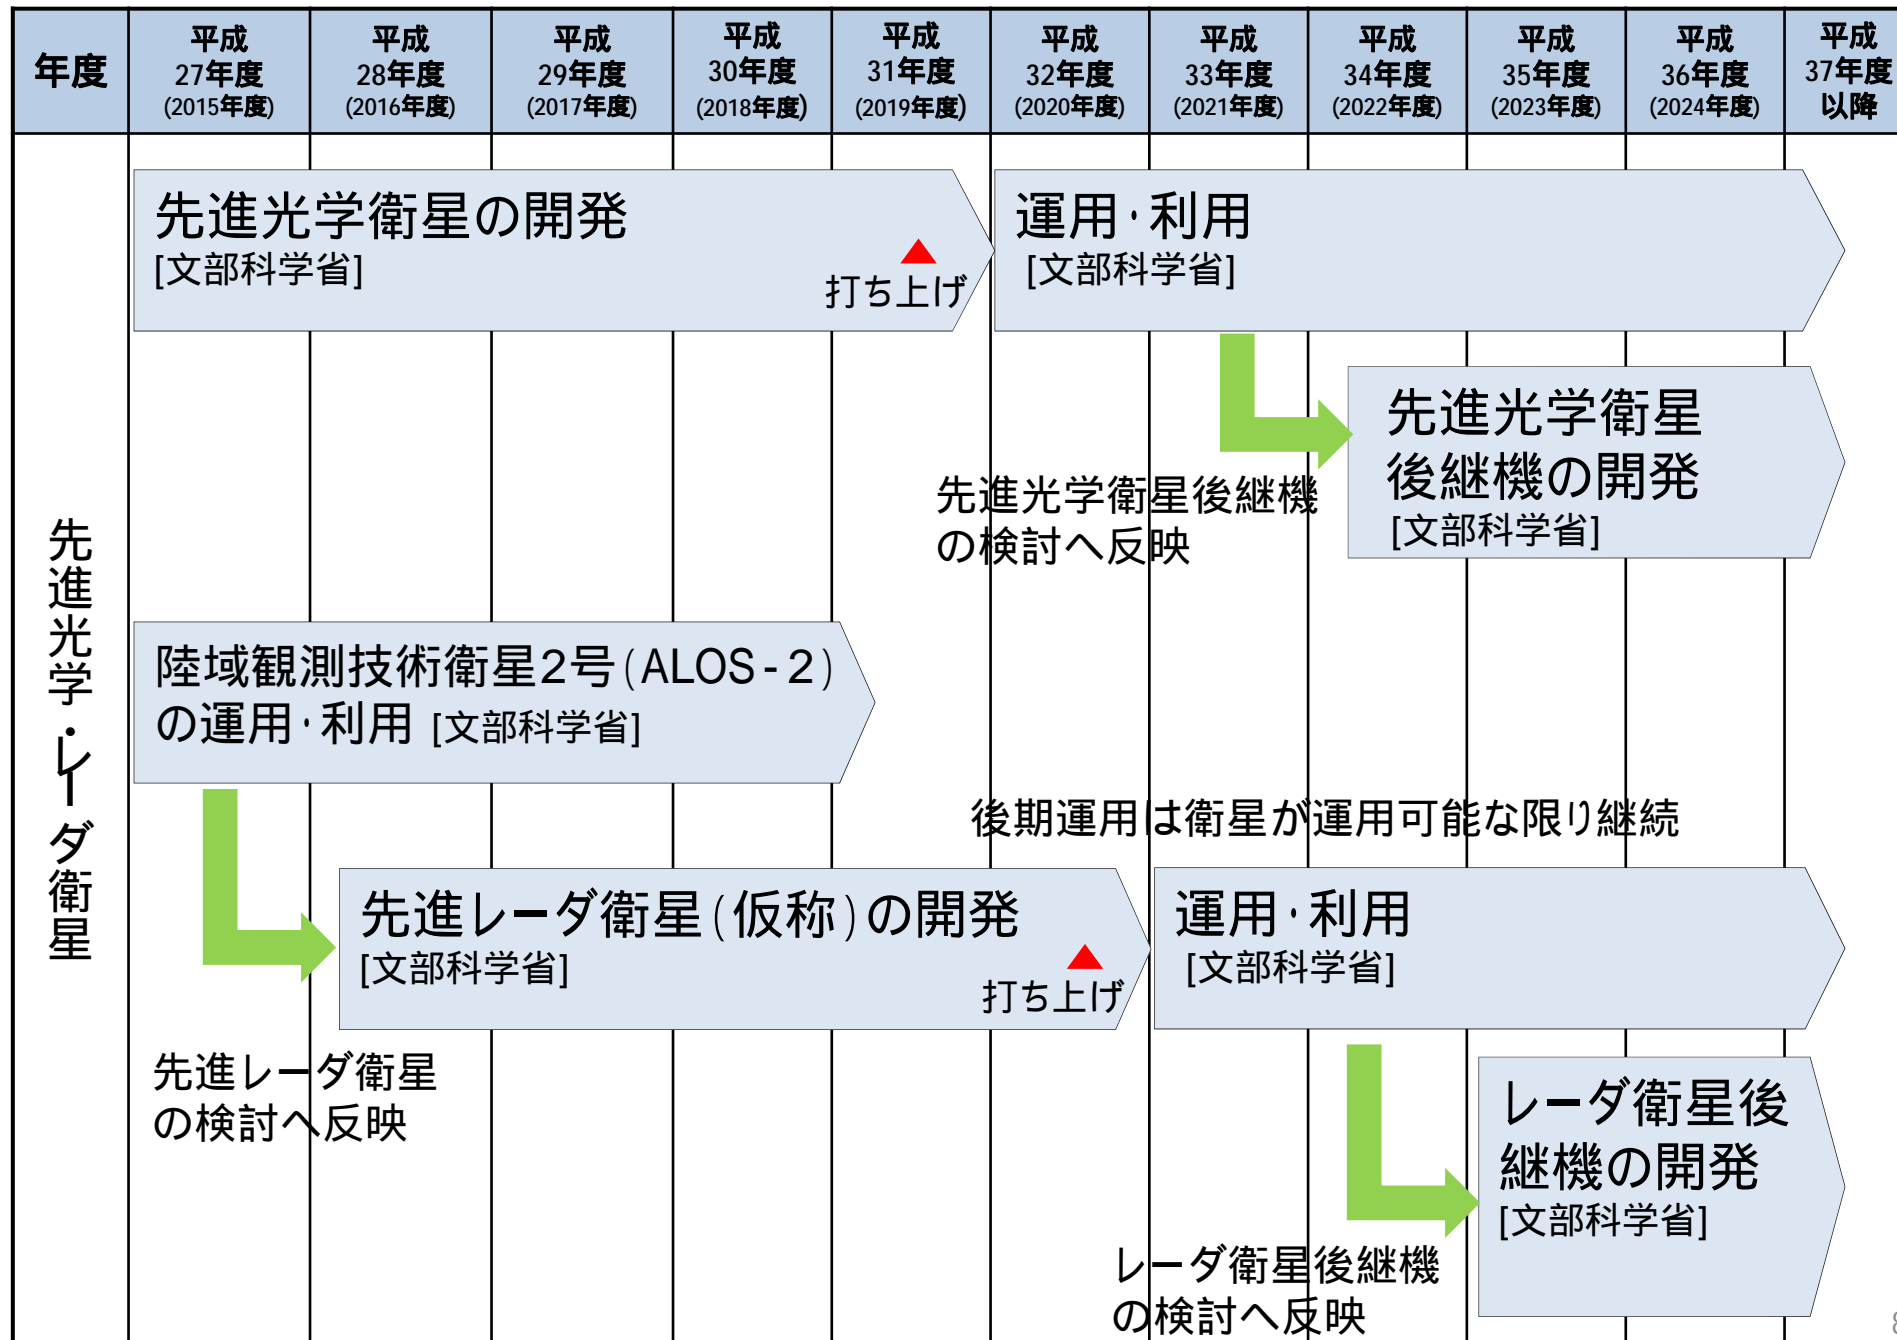 年度
平成
27年度
(2015年度)
平成
28年度
(2016年度)
平成
29年度
(2017年度)
平成
30年度
(2018年度)
平成
31年度
(2019年度)
平成
32年度
(2020年度)
平成
33年度
(2021年度)
平成
34年度
(2022年度)
平成
35年度
(2023年度)
平成
36年度
(2024年度)
平成
37年度
以降
先進光学・レーダ衛星
先進光学衛星の開発
[文部科学省]
打ち上げ
運用・利用
[文部科学省]
先進光学衛星後継機
の検討へ反映
先進光学衛星
後継機の開発
[文部科学省]
陸域観測技術衛星2号(ALOS-2)
の運用・利用 [文部科学省]
後期運用は衛星が運用可能な限り継続
先進レーダ衛星
の検討へ反映
先進レーダ衛星(仮称)の開発
[文部科学省]
打ち上げ
運用・利用
[文部科学省]
レーダ衛星後継機
の検討へ反映
レーダ衛星後
継機の開発
[文部科学省]